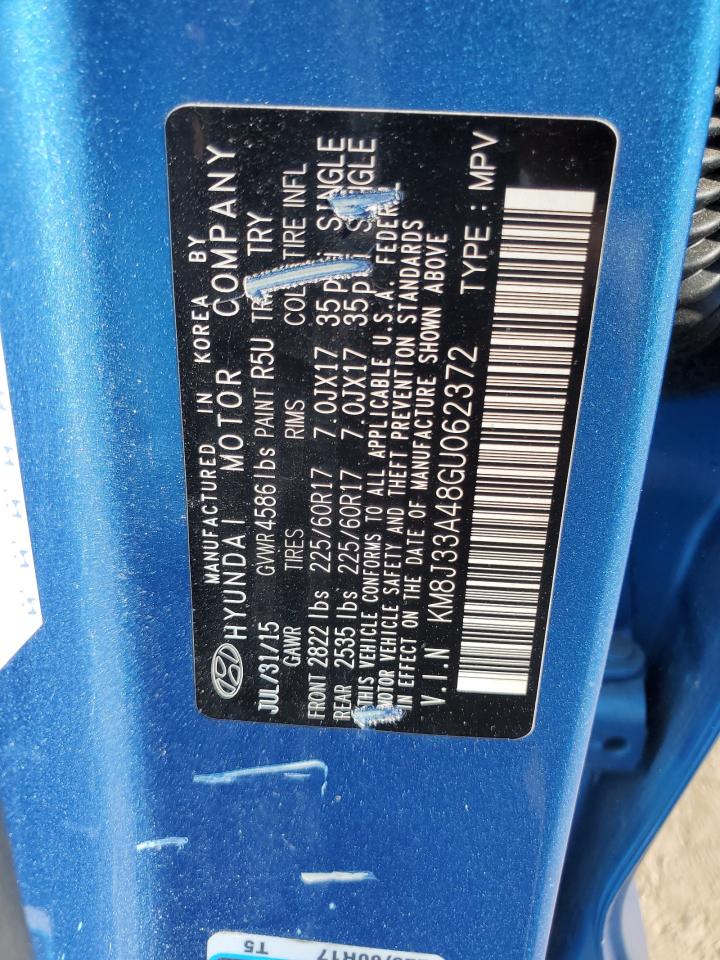 MANUFACTURED IN KOREA BY
HYUNDAI MOTOR COMPANY
JUL/31/15 GVWR 4586 lbs PAINT R5U TRY
GAWR TIRES RIMS COLD TIRE INFL
FRONT 2822 lbs 225/60R17 7.0JX17 35 SINGLE
REAR 2535 lbs 225/60R17 7.0JX17 35 SINGLE
THIS VEHICLE CONFORMS TO ALL APPLICABLE U.S.A. FEDERAL
MOTOR VEHICLE SAFETY AND THEFT PREVENTION STANDARDS
IN EFFECT ON THE DATE OF MANUFACTURE SHOWN ABOVE
V.I.N KM8J33A48GU062372 TYPE : MPV
T5